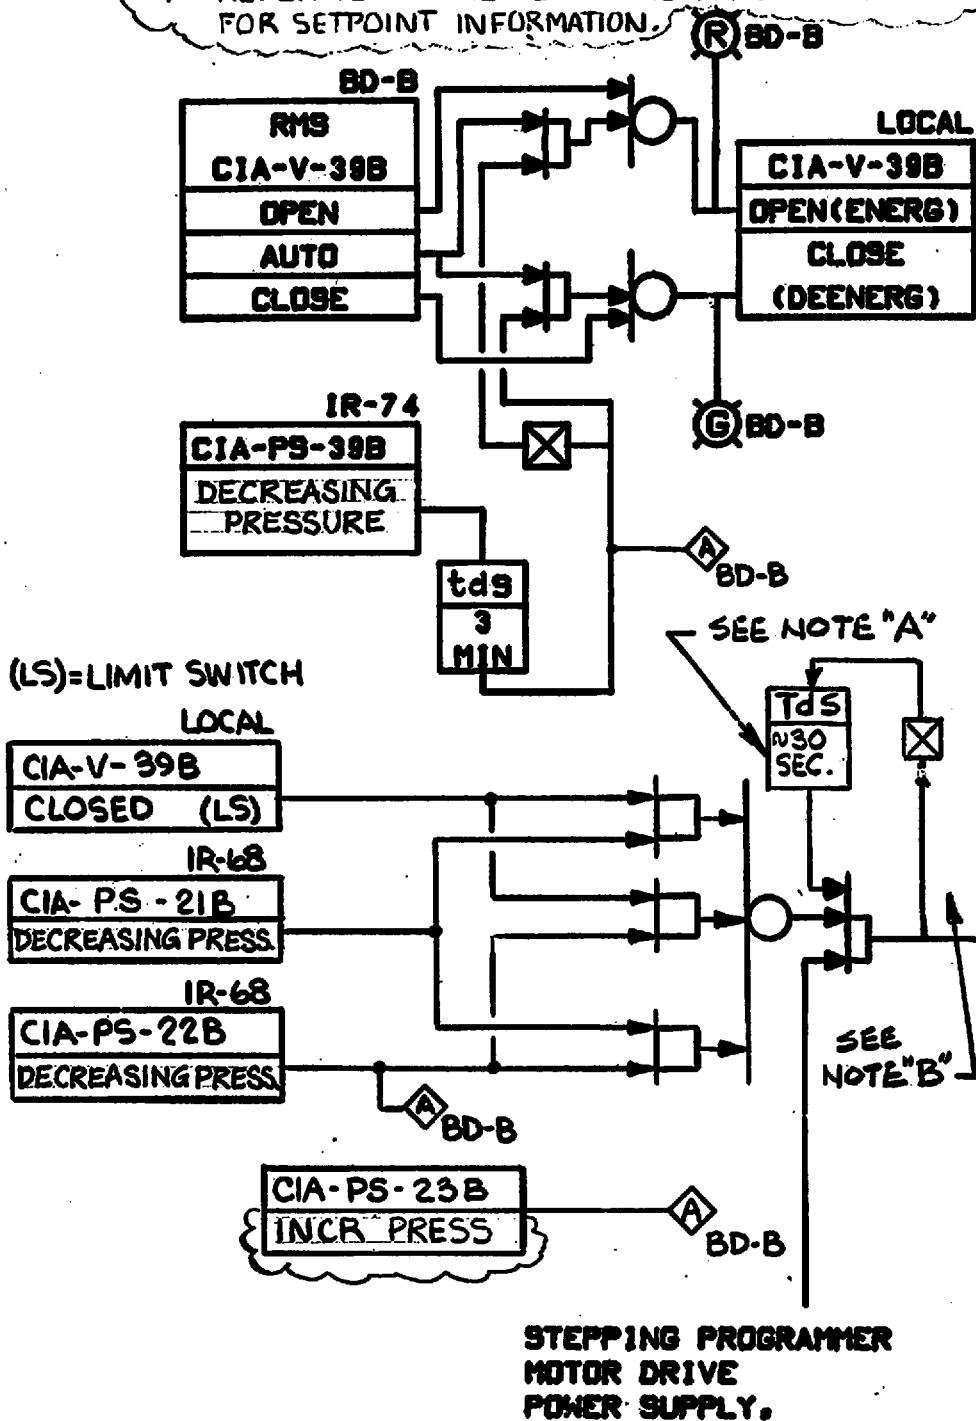 FOR SETPOINT INFORMATION.
R BD-B
BD-B
RMS
CIA-V-39B
OPEN
AUTO
CLOSE
LOCAL
CIA-V-39B
OPEN(ENERG)
CLOSE
(DEENERG)
G BD-B
IR-74
CIA-PS-39B
DECREASING
PRESSURE
tds
3
MIN
A
BD-B
SEE NOTE "A"
(LS)=LIMIT SWITCH
LOCAL
CIA-V-39B
CLOSED (LS)
TdS
≈30
SEC.
IR-68
CIA-PS-21B
DECREASING PRESS.
IR-68
CIA-PS-22B
DECREASING PRESS.
SEE
NOTE "B"
A
BD-B
CIA-PS-23B
INCR PRESS
A
BD-B
STEPPING PROGRAMMER
MOTOR DRIVE
POWER SUPPLY.